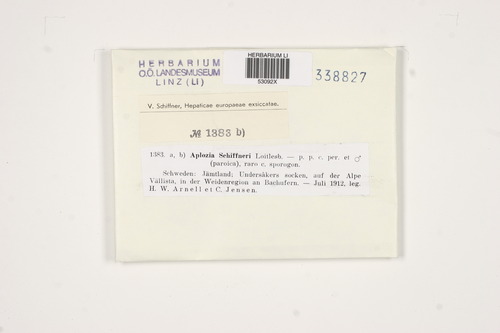 HERBARIUM
O.Ö. LANDESMUSEUM
LINZ (LI)
HERBARIUM LI
53092X
338827
V. Schiffner, Hepaticae europaeae exsiccatae.
№ 1383 b)
1383. a, b) Aplozia Schiffneri Loitlesb. — p. p. c. per. et ♂
(paroica), raro c. sporogon.
Schweden: Jämtland; Undersåkers socken, auf der Alpe
Vällista, in der Weidenregion an Bachufern. — Juli 1912, leg.
H. W. Arnell et C. Jensen.